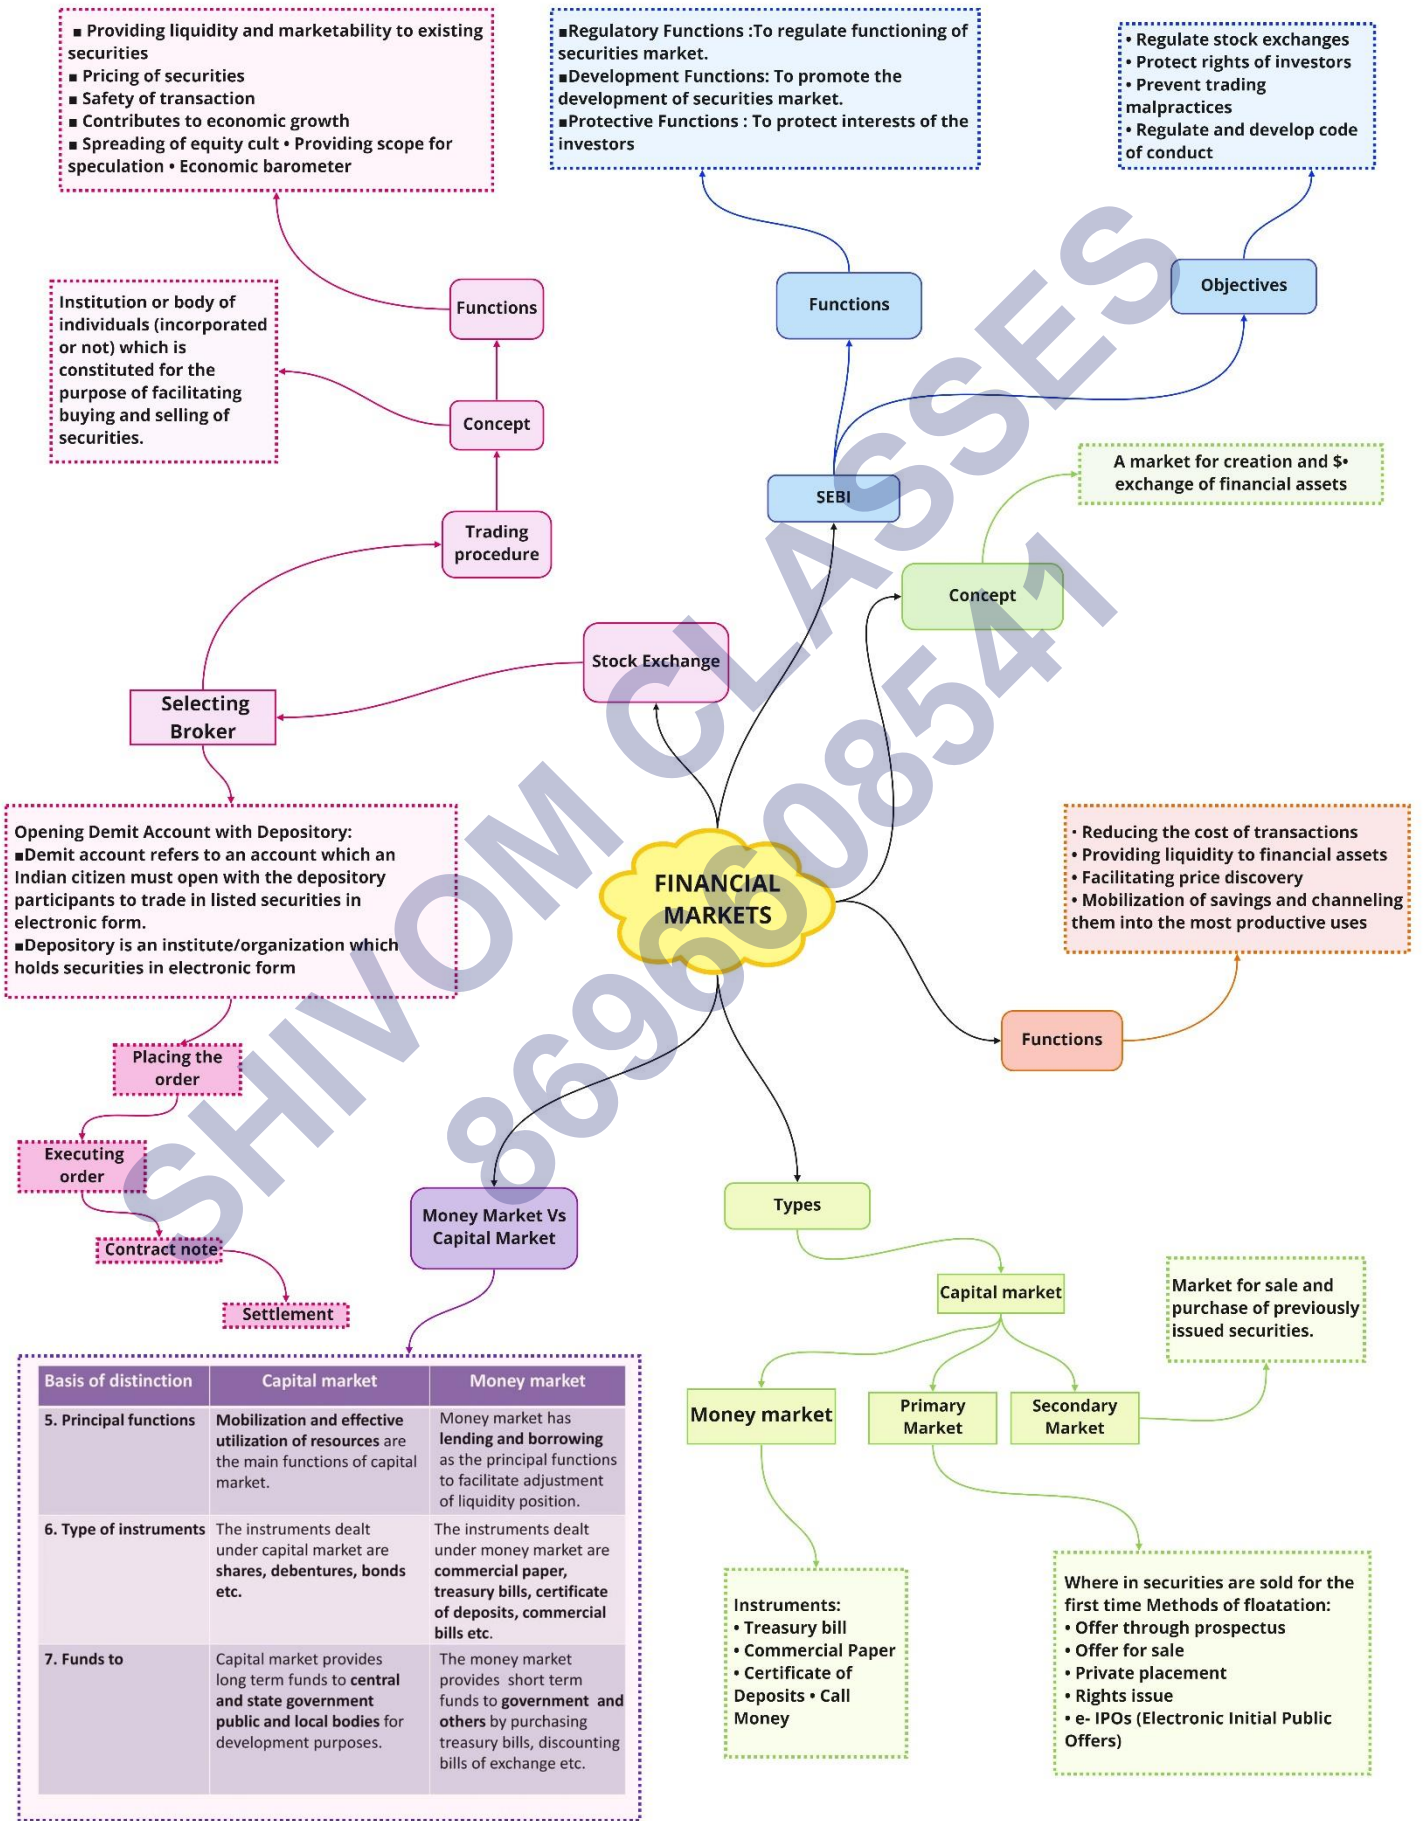 ▪ Providing liquidity and marketability to existing
securities
▪ Pricing of securities
▪ Safety of transaction
▪ Contributes to economic growth
▪ Spreading of equity cult • Providing scope for
speculation • Economic barometer
▪Regulatory Functions :To regulate functioning of
securities market.
▪Development Functions: To promote the
development of securities market.
▪Protective Functions : To protect interests of the
investors
• Regulate stock exchanges
• Protect rights of investors
• Prevent trading
malpractices
• Regulate and develop code
of conduct
Functions
Functions
Objectives
Institution or body of
individuals (incorporated
or not) which is
constituted for the
purpose of facilitating
buying and selling of
securities.
Concept
A market for creation and $•
exchange of financial assets
SEBI
Trading
procedure
Concept
Stock Exchange
Selecting
Broker
Opening Demit Account with Depository:
▪Demit account refers to an account which an
Indian citizen must open with the depository
participants to trade in listed securities in
electronic form.
▪Depository is an institute/organization which
holds securities in electronic form
FINANCIAL
MARKETS
• Reducing the cost of transactions
• Providing liquidity to financial assets
• Facilitating price discovery
• Mobilization of savings and channeling
them into the most productive uses
Functions
Placing the
order
Executing
order
Contract note
Settlement
Money Market Vs
Capital Market
Types
Capital market
Market for sale and
purchase of previously
issued securities.
Money market
Primary
Market
Secondary
Market
Basis of distinction
Capital market
Money market
5. Principal functions
Mobilization and effective
utilization of resources are
the main functions of capital
market.
Money market has
lending and borrowing
as the principal functions
to facilitate adjustment
of liquidity position.
6. Type of instruments
The instruments dealt
under capital market are
shares, debentures, bonds
etc.
The instruments dealt
under money market are
commercial paper,
treasury bills, certificate
of deposits, commercial
bills etc.
7. Funds to
Capital market provides
long term funds to central
and state government
public and local bodies for
development purposes.
The money market
provides short term
funds to government and
others by purchasing
treasury bills, discounting
bills of exchange etc.
Instruments:
• Treasury bill
• Commercial Paper
• Certificate of
Deposits • Call
Money
Where in securities are sold for the
first time Methods of floatation:
• Offer through prospectus
• Offer for sale
• Private placement
• Rights issue
• e- IPOs (Electronic Initial Public
Offers)
SHIVOM CLASSES
8696608541